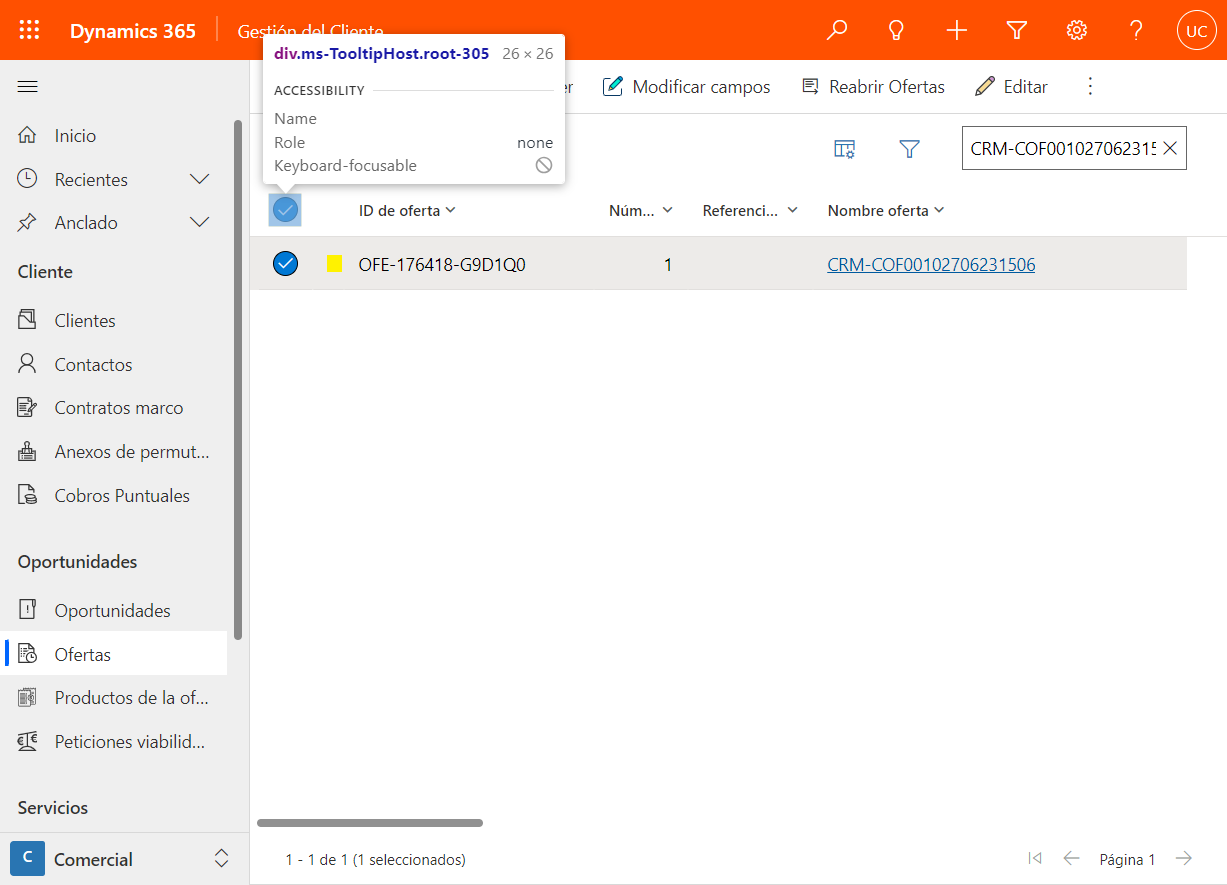 Dynamics 365
Gestión del Cliente
UC
div.ms-TooltipHost.root-305 26 × 26
ACCESSIBILITY
Name
Role none
Keyboard-focusable
Modificar campos
Reabrir Ofertas
Editar
CRM-COF00102706231
Inicio
Recientes
Anclado
Cliente
Clientes
Contactos
Contratos marco
Anexos de permut...
Cobros Puntuales
Oportunidades
Oportunidades
Ofertas
Productos de la of...
Peticiones viabilid...
Servicios
C Comercial
ID de oferta
Núm...
Referenci...
Nombre oferta
OFE-176418-G9D1Q0 1 CRM-COF00102706231506
1 - 1 de 1 (1 seleccionados)
Página 1